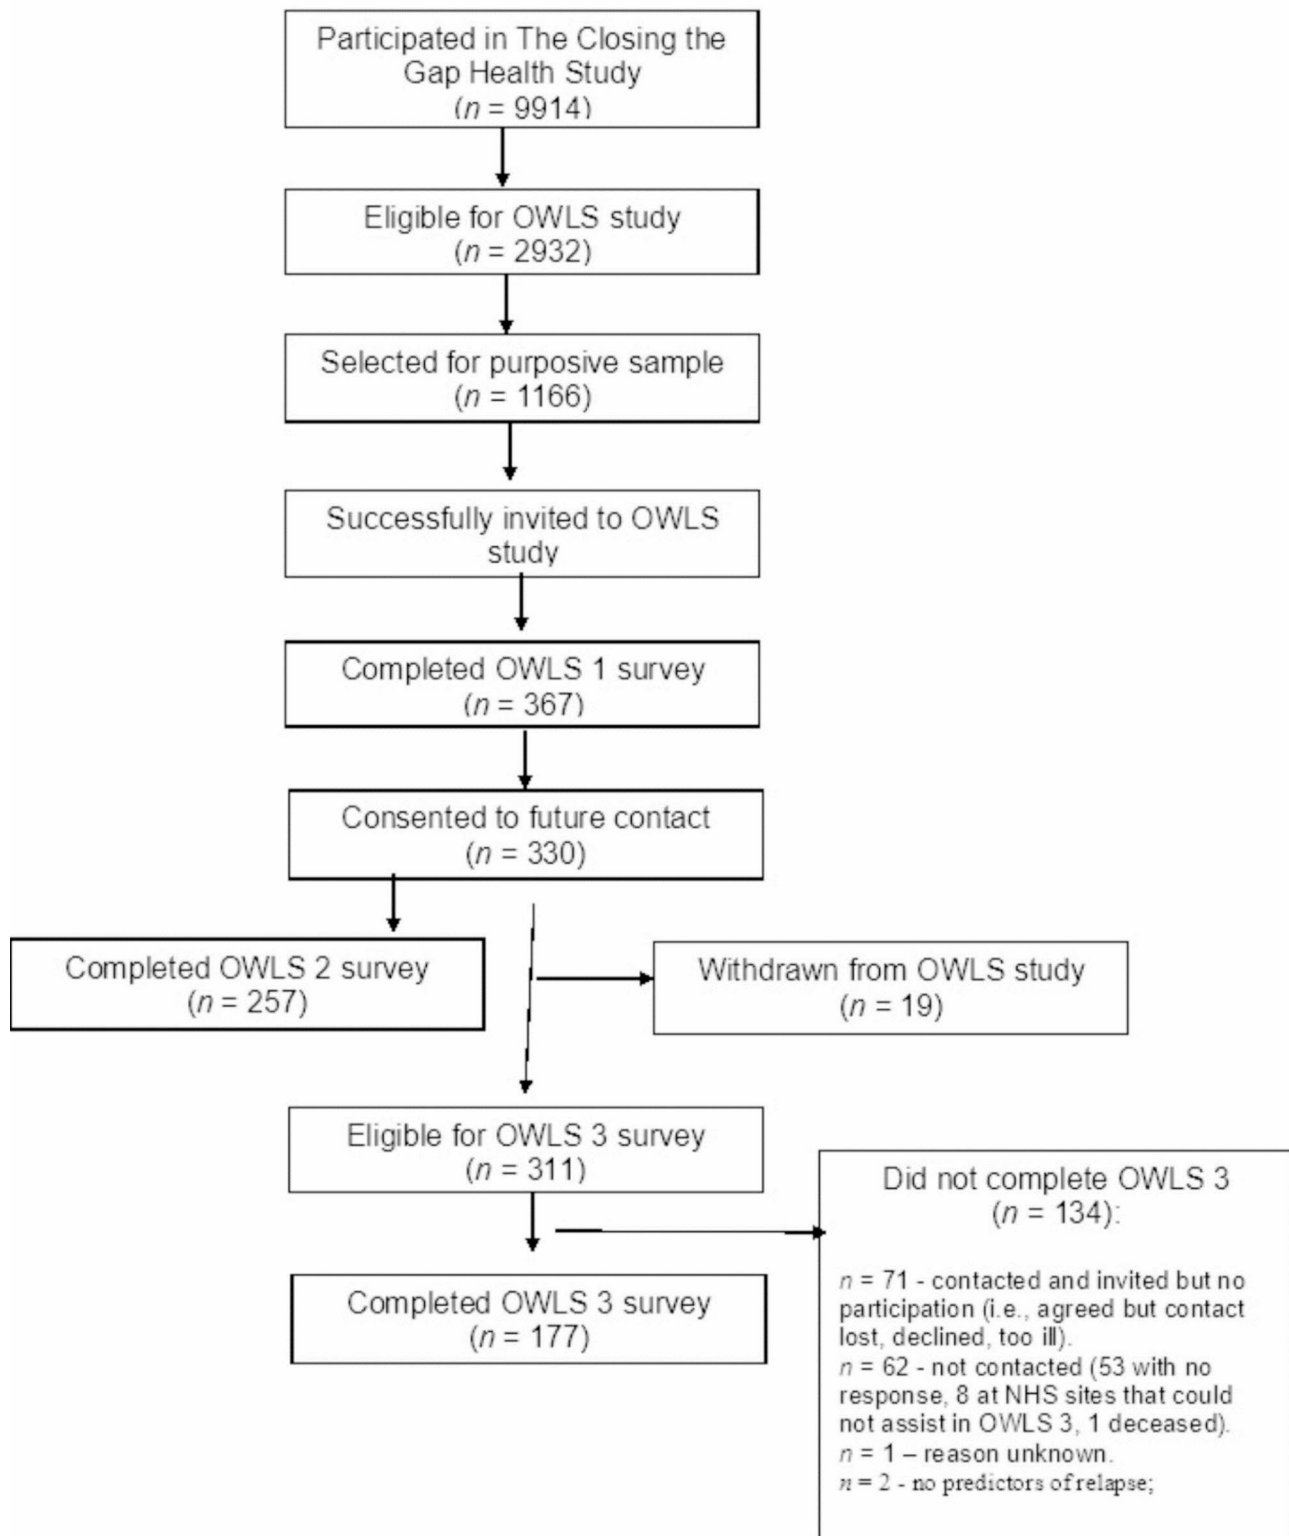 Participated in The Closing the
Gap Health Study
(n = 9914)
Eligible for OWLS study
(n = 2932)
Selected for purposive sample
(n = 1166)
Successfully invited to OWLS
study
Completed OWLS 1 survey
(n = 367)
Consented to future contact
(n = 330)
Completed OWLS 2 survey
(n = 257)
Withdrawn from OWLS study
(n = 19)
Eligible for OWLS 3 survey
(n = 311)
Completed OWLS 3 survey
(n = 177)
Did not complete OWLS 3
(n = 134):
n = 71 - contacted and invited but no
participation (i.e., agreed but contact
lost, declined, too ill).
n = 62 - not contacted (53 with no
response, 8 at NHS sites that could
not assist in OWLS 3, 1 deceased).
n = 1 – reason unknown.
n = 2 - no predictors of relapse;